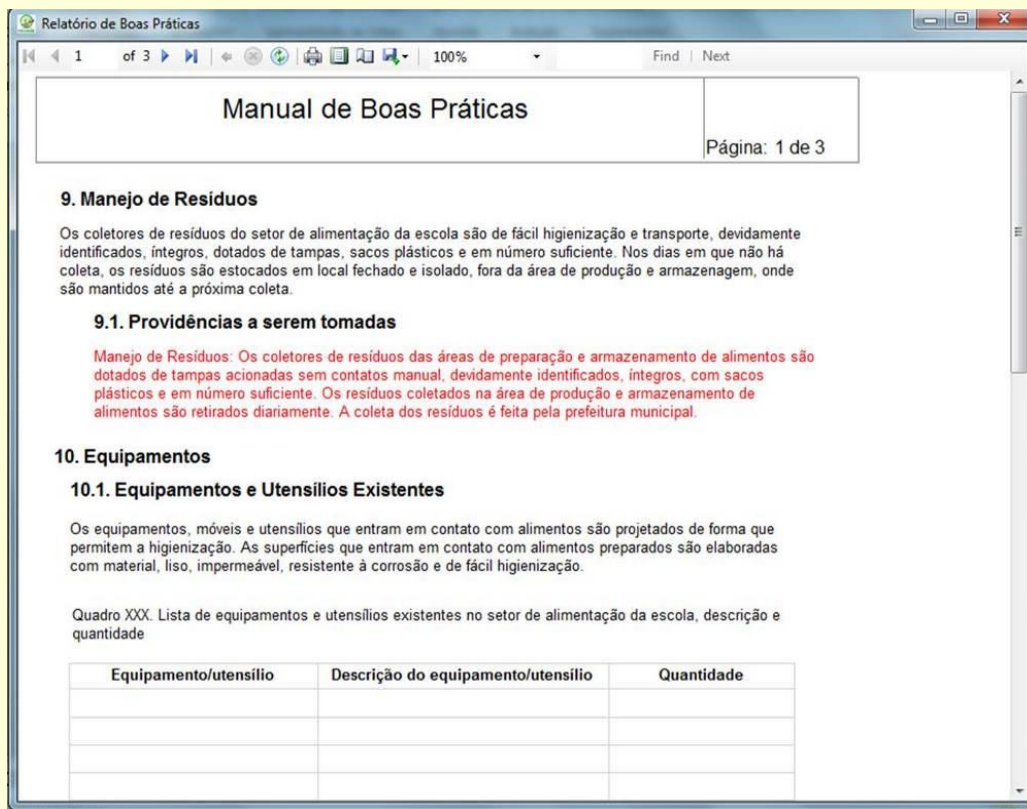 Relatório de Boas Práticas
1 of 3 100% Find | Next
Manual de Boas Práticas
Página: 1 de 3
9. Manejo de Resíduos
Os coletores de resíduos do setor de alimentação da escola são de fácil higienização e transporte, devidamente
identificados, íntegros, dotados de tampas, sacos plásticos e em número suficiente. Nos dias em que não há
coleta, os resíduos são estocados em local fechado e isolado, fora da área de produção e armazenagem, onde
são mantidos até a próxima coleta.
9.1. Providências a serem tomadas
Manejo de Resíduos: Os coletores de resíduos das áreas de preparação e armazenamento de alimentos são
dotados de tampas acionadas sem contatos manual, devidamente identificados, íntegros, com sacos
plásticos e em número suficiente. Os resíduos coletados na área de produção e armazenamento de
alimentos são retirados diariamente. A coleta dos resíduos é feita pela prefeitura municipal.
10. Equipamentos
10.1. Equipamentos e Utensílios Existentes
Os equipamentos, móveis e utensílios que entram em contato com alimentos são projetados de forma que
permitem a higienização. As superfícies que entram em contato com alimentos preparados são elaboradas
com material, liso, impermeável, resistente à corrosão e de fácil higienização.
Quadro XXX. Lista de equipamentos e utensílios existentes no setor de alimentação da escola, descrição e
quantidade
Equipamento/utensílio Descrição do equipamento/utensílio Quantidade